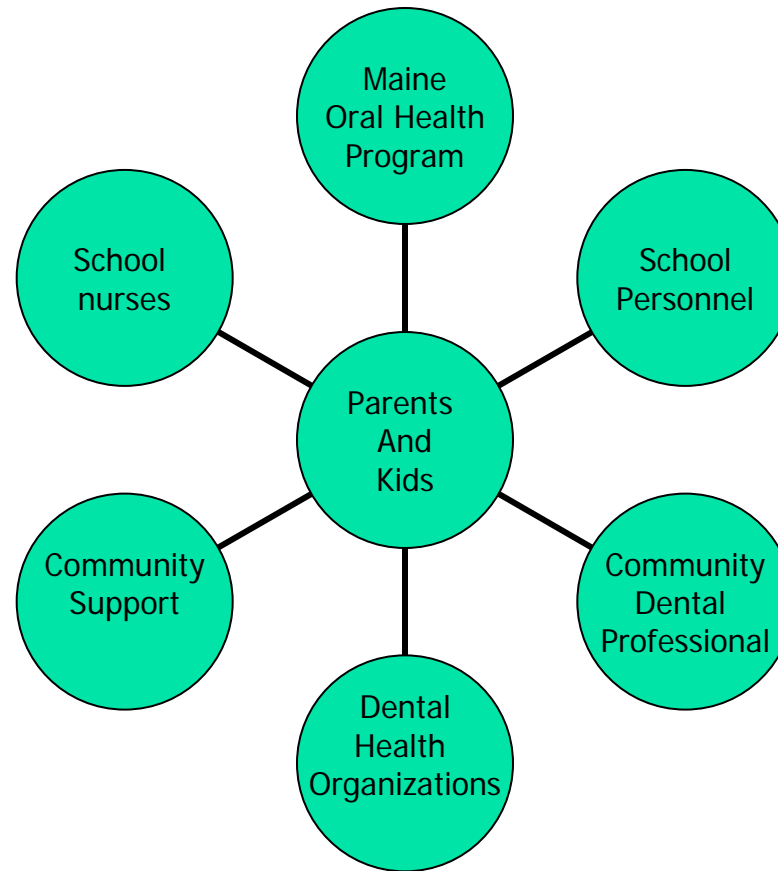 Maine
Oral Health
Program
School
nurses
School
Personnel
Parents
And
Kids
Community
Support
Community
Dental
Professional
Dental
Health
Organizations